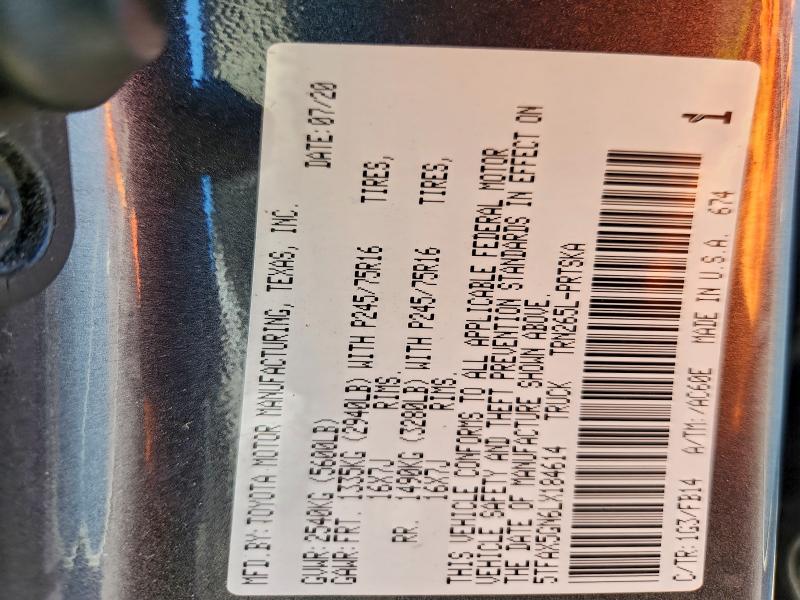 MFD.BY:TOYOTA MOTOR MANUFACTURING, TEXAS, INC.
DATE:07/20
GVWR:2540KG (5600LB)
GAWR:FRT. 1335KG (2940LB) WITH P245/75R16 TIRES,
16X7J RIMS.
RR. 1490KG (3280LB) WITH P245/75R16 TIRES,
16X7J RIMS.
THIS VEHICLE CONFORMS TO ALL APPLICABLE FEDERAL MOTOR
VEHICLE SAFETY AND THEFT PREVENTION STANDARDS IN EFFECT ON
THE DATE OF MANUFACTURE SHOWN ABOVE.
5TFAX5GN6LX184614 TRUCK TRN265L-PRTSKA
C/TR:1G3/FB14 A/TM:/AC60E MADE IN U.S.A. 674
1